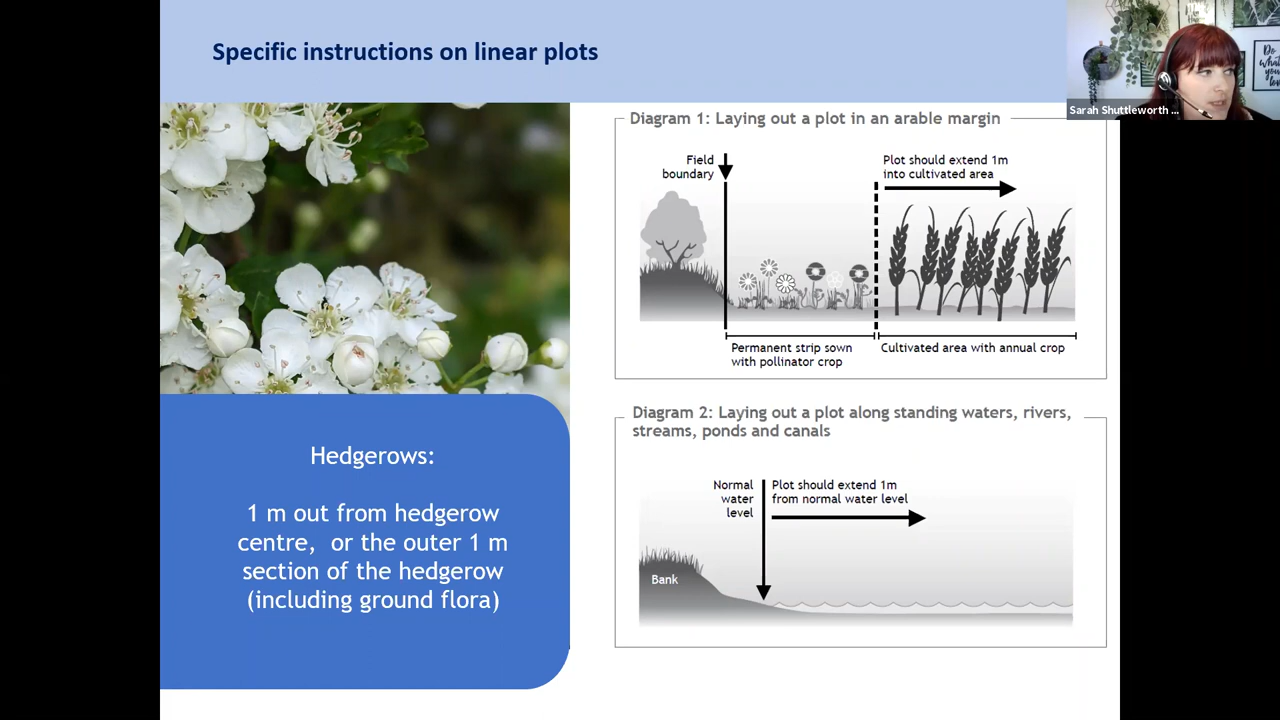 Specific instructions on linear plots
Do
what
you
love
Sarah Shuttleworth ...
Diagram 1: Laying out a plot in an arable margin
Field
boundary
Plot should extend 1m
into cultivated area
Permanent strip sown
with pollinator crop
Cultivated area with annual crop
Hedgerows:
1 m out from hedgerow
centre,  or the outer 1 m
section of the hedgerow
(including ground flora)
Diagram 2: Laying out a plot along standing waters, rivers,
streams, ponds and canals
Normal
water
level
Plot should extend 1m
from normal water level
Bank